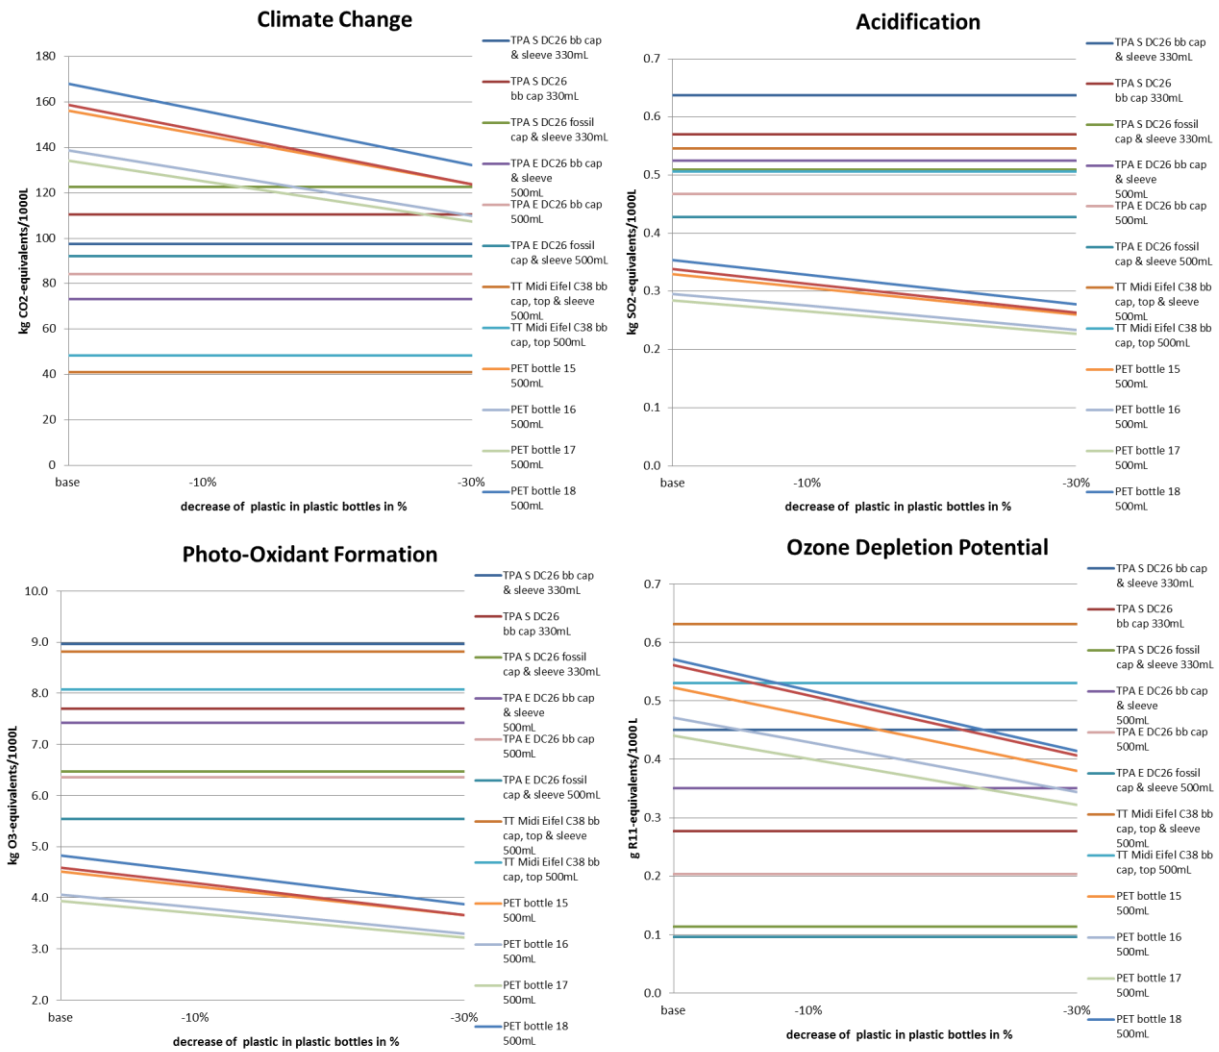 Climate Change
180
160
140
120
100
80
60
40
20
0
kg CO2-equivalents/1000L
base
-10%
-30%
decrease of plastic in plastic bottles in %
TPA S DC26 bb cap
& sleeve 330mL
TPA S DC26
bb cap 330mL
TPA S DC26 fossil
cap & sleeve 330mL
TPA E DC26 bb cap
& sleeve
500mL
TPA E DC26 bb cap
500mL
TPA E DC26 fossil
cap & sleeve 500mL
TT Midi Eifel C38 bb
cap, top & sleeve
500mL
TT Midi Eifel C38 bb
cap, top 500mL
PET bottle 15
500mL
PET bottle 16
500mL
PET bottle 17
500mL
PET bottle 18
500mL
Acidification
0.7
0.6
0.5
0.4
0.3
0.2
0.1
0.0
kg SO2-equivalents/1000L
base
-10%
-30%
decrease of plastic in plastic bottles in %
TPA S DC26 bb cap
& sleeve 330mL
TPA S DC26
bb cap 330mL
TPA S DC26 fossil
cap & sleeve 330mL
TPA E DC26 bb cap
& sleeve
500mL
TPA E DC26 bb cap
500mL
TPA E DC26 fossil
cap & sleeve 500mL
TT Midi Eifel C38 bb
cap, top & sleeve
500mL
TT Midi Eifel C38 bb
cap, top 500mL
PET bottle 15
500mL
PET bottle 16
500mL
PET bottle 17
500mL
PET bottle 18
500mL
Photo-Oxidant Formation
10.0
9.0
8.0
7.0
6.0
5.0
4.0
3.0
2.0
kg O3-equivalents/1000L
base
-10%
-30%
decrease of plastic in plastic bottles in %
TPA S DC26 bb cap
& sleeve 330mL
TPA S DC26
bb cap 330mL
TPA S DC26 fossil
cap & sleeve 330mL
TPA E DC26 bb cap
& sleeve
500mL
TPA E DC26 bb cap
500mL
TPA E DC26 fossil
cap & sleeve 500mL
TT Midi Eifel C38 bb
cap, top & sleeve
500mL
TT Midi Eifel C38 bb
cap, top 500mL
PET bottle 15
500mL
PET bottle 16
500mL
PET bottle 17
500mL
PET bottle 18
500mL
Ozone Depletion Potential
0.7
0.6
0.5
0.4
0.3
0.2
0.1
0.0
g R11-equivalents/1000L
base
-10%
-30%
decrease of plastic in plastic bottles in %
TPA S DC26 bb cap
& sleeve 330mL
TPA S DC26
bb cap 330mL
TPA S DC26 fossil
cap & sleeve 330mL
TPA E DC26 bb cap
& sleeve
500mL
TPA E DC26 bb cap
500mL
TPA E DC26 fossil
cap & sleeve 500mL
TT Midi Eifel C38 bb
cap, top & sleeve
500mL
TT Midi Eifel C38 bb
cap, top 500mL
PET bottle 15
500mL
PET bottle 16
500mL
PET bottle 17
500mL
PET bottle 18
500mL